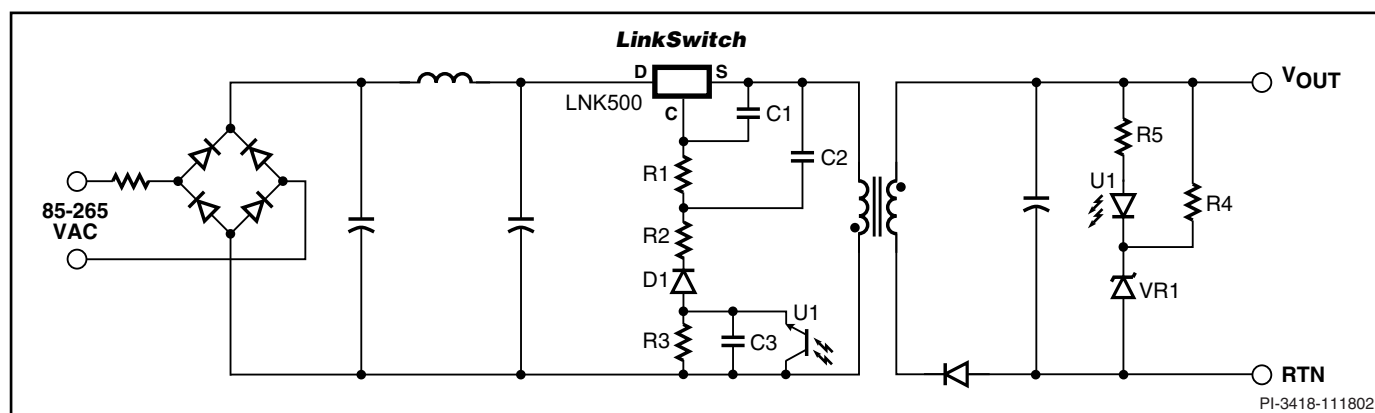 LinkSwitch
D
S
LNK500
C
C1
C2
R1
R2
D1
R3
C3
U1
85-265
VAC
VOUT
R5
U1
R4
VR1
RTN
PI-3418-111802